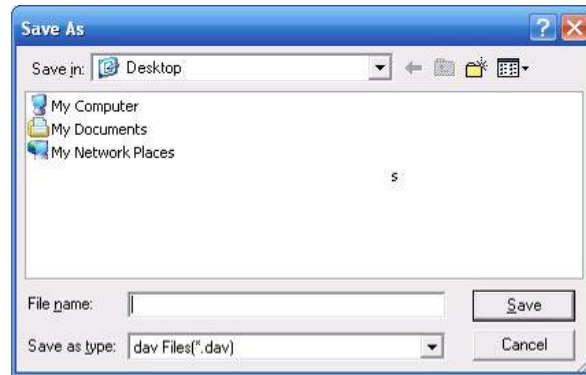 Save As
Save in: Desktop
My Computer
My Documents
My Network Places
s
File name: Save
Save as type: dav Files(*.dav) Cancel